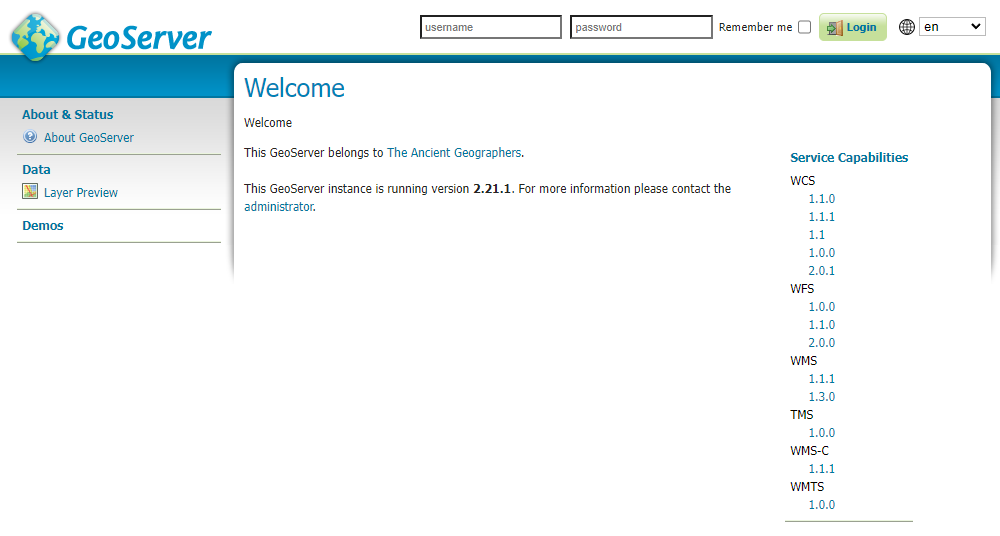 GeoServer
username
password
Remember me
Login
en
About & Status
About GeoServer
Data
Layer Preview
Demos
Welcome
Welcome
This GeoServer belongs to The Ancient Geographers.
This GeoServer instance is running version 2.21.1. For more information please contact the
administrator.
Service Capabilities
WCS
1.1.0
1.1.1
1.1
1.0.0
2.0.1
WFS
1.0.0
1.1.0
2.0.0
WMS
1.1.1
1.3.0
TMS
1.0.0
WMS-C
1.1.1
WMTS
1.0.0